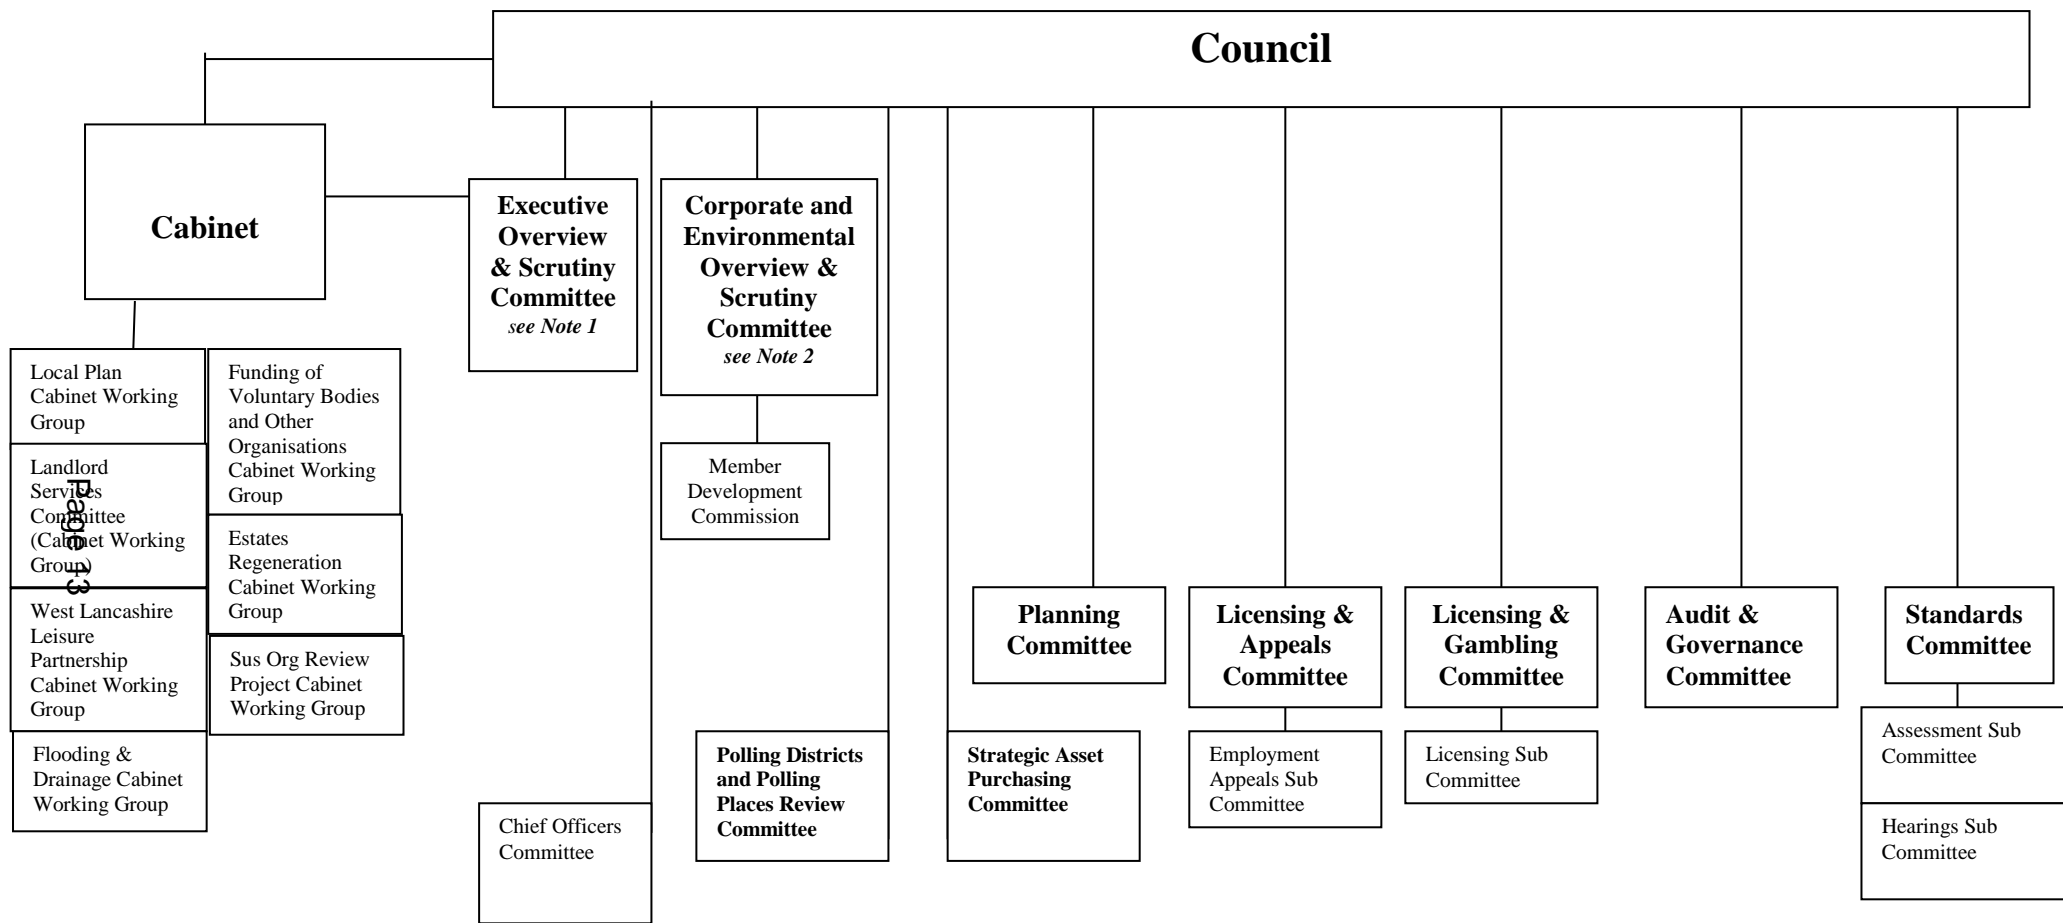 Council
Cabinet
Executive
Overview
& Scrutiny
Committee
see Note 1
Corporate and
Environmental
Overview &
Scrutiny
Committee
see Note 2
Local Plan
Cabinet Working
Group
Funding of
Voluntary Bodies
and Other
Organisations
Cabinet Working
Group
Landlord
Services
Committee
(Cabinet Working
Group)
Page 13
Estates
Regeneration
Cabinet Working
Group
West Lancashire
Leisure
Partnership
Cabinet Working
Group
Sus Org Review
Project Cabinet
Working Group
Flooding &
Drainage Cabinet
Working Group
Member
Development
Commission
Chief Officers
Committee
Polling Districts
and Polling
Places Review
Committee
Strategic Asset
Purchasing
Committee
Planning
Committee
Licensing &
Appeals
Committee
Employment
Appeals Sub
Committee
Licensing &
Gambling
Committee
Licensing Sub
Committee
Audit &
Governance
Committee
Standards
Committee
Assessment Sub
Committee
Hearings Sub
Committee